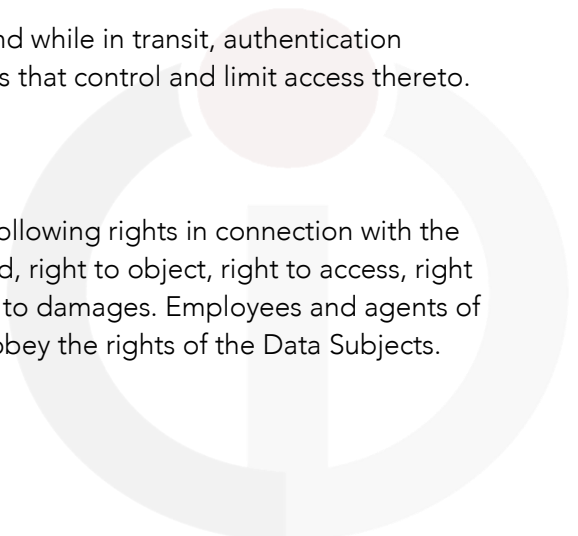 nd while in transit, authentication
s that control and limit access thereto.
ollowing rights in connection with the
d, right to object, right to access, right
to damages. Employees and agents of
obey the rights of the Data Subjects.